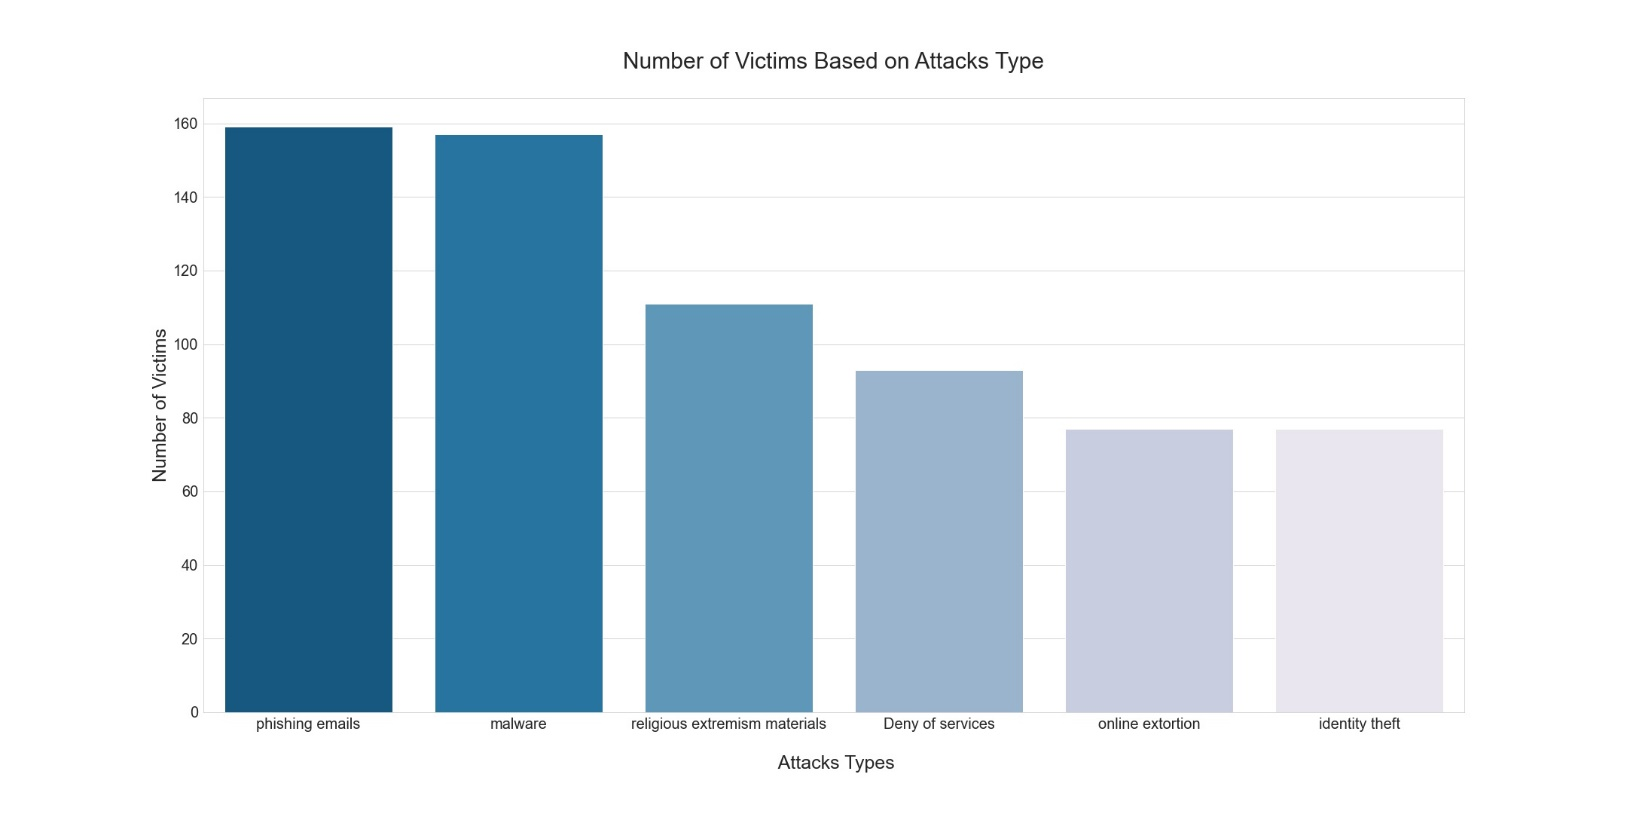 Number of Victims Based on Attacks Type
Number of Victims
160
140
120
100
80
60
40
20
0
phishing emails
malware
religious extremism materials
Deny of services
online extortion
identity theft
Attacks Types